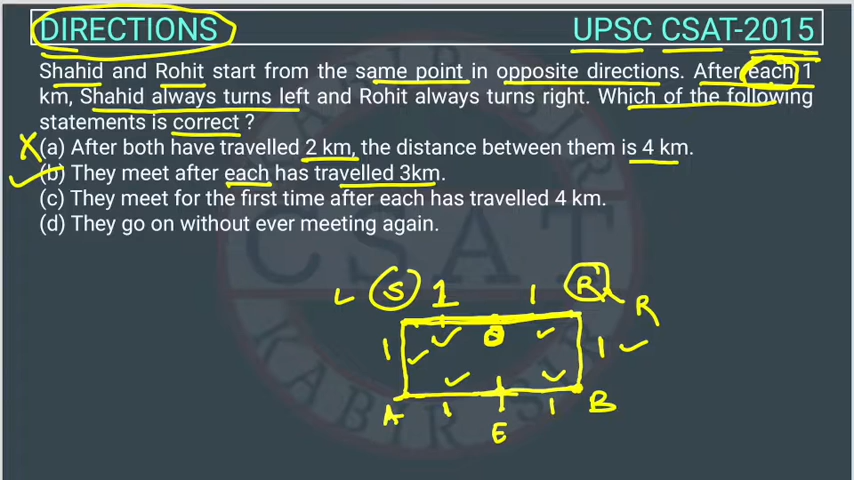 DIRECTIONS UPSC CSAT-2015
Shahid and Rohit start from the same point in opposite directions. After each 1
km, Shahid always turns left and Rohit always turns right. Which of the following
statements is correct ?
(a) After both have travelled 2 km, the distance between them is 4 km.
(b) They meet after each has travelled 3km.
(c) They meet for the first time after each has travelled 4 km.
(d) They go on without ever meeting again.
L S 1 1 R R
1 1
A 1 1 B
E
KABIR
CSAT
KABIR